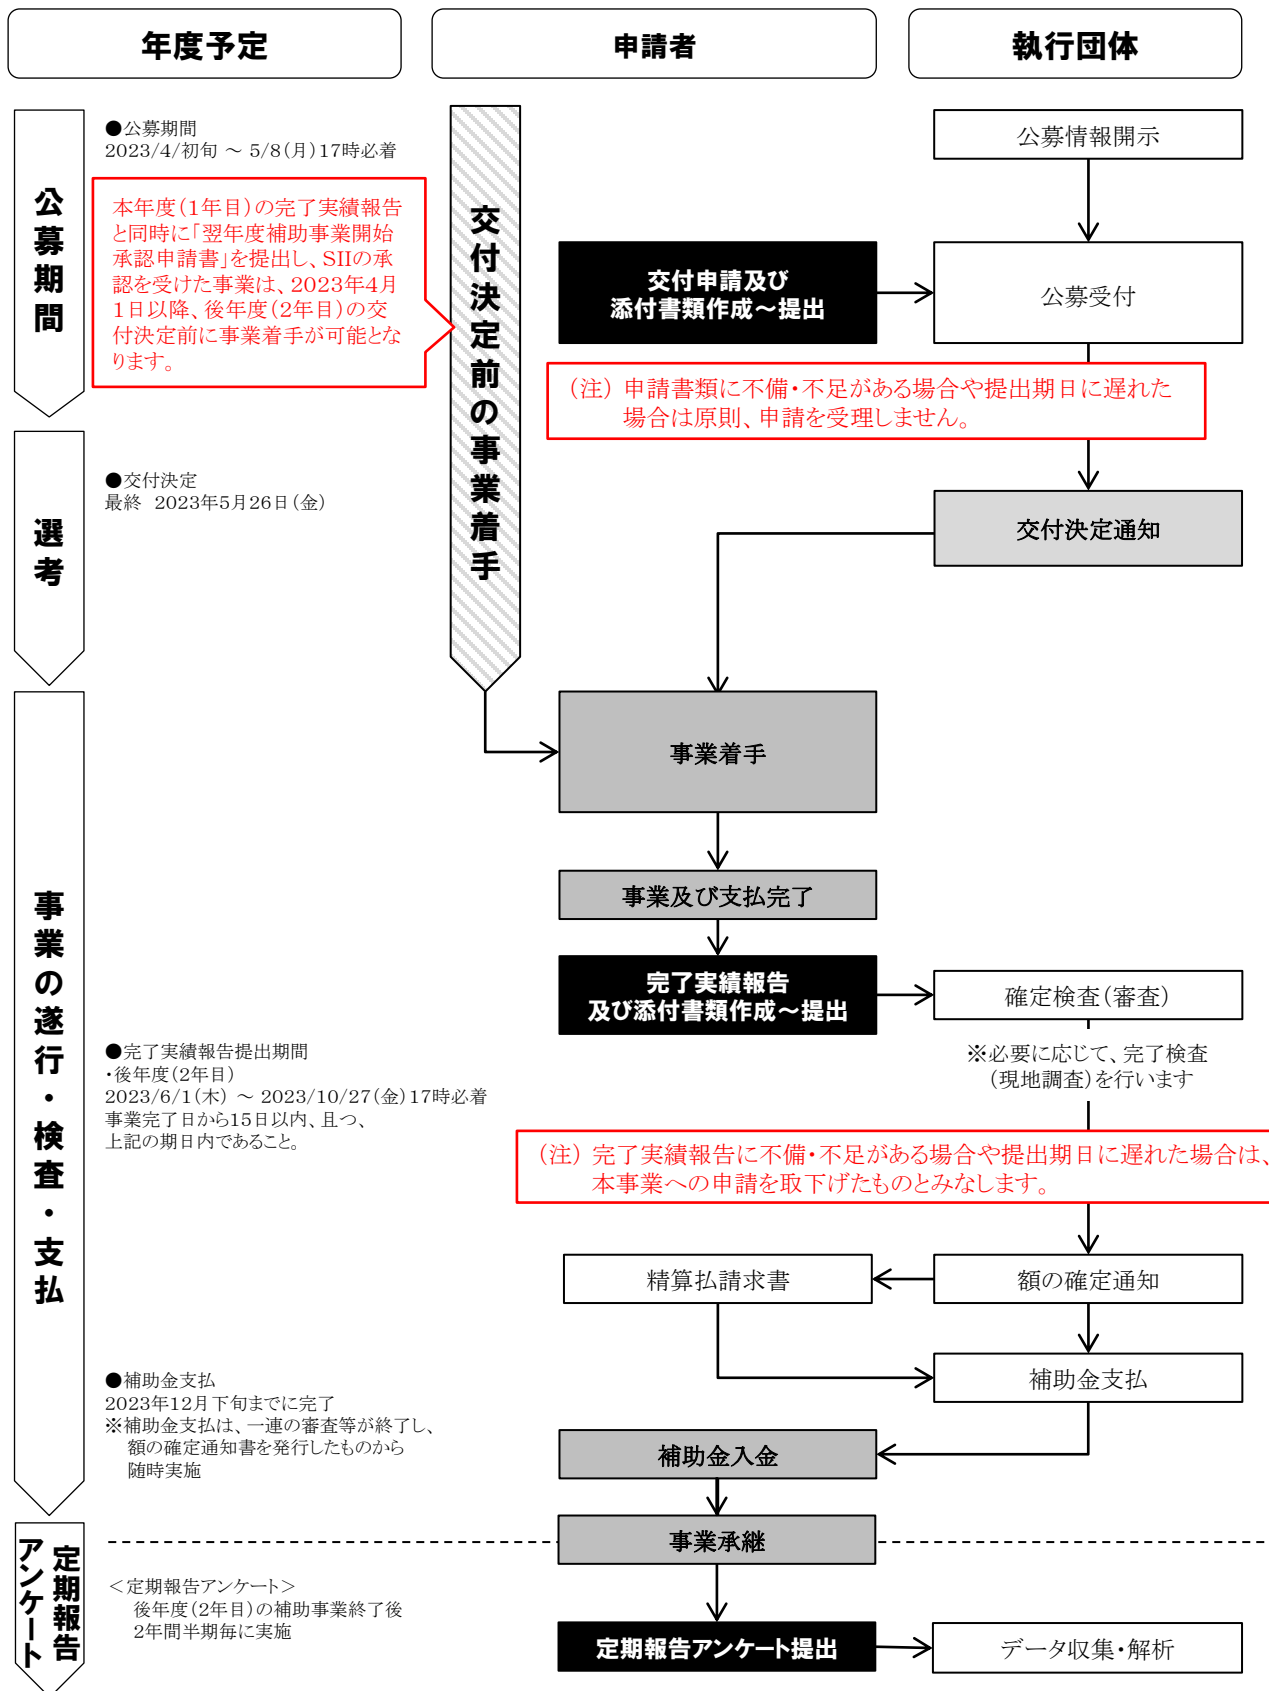 年度予定
申請者
執行団体
公募期間
●公募期間
2023/4/初旬 ～ 5/8(月)17時必着
本年度(1年目)の完了実績報告
と同時に「翌年度補助事業開始
承認申請書」を提出し、SIIの承
認を受けた事業は、2023年4月
1日以降、後年度(2年目)の交
付決定前に事業着手が可能とな
ります。
交付決定前の事業着手
公募情報開示
交付申請及び
添付書類作成～提出
公募受付
(注) 申請書類に不備・不足がある場合や提出期日に遅れた
場合は原則、申請を受理しません。
選考
●交付決定
最終 2023年5月26日(金)
交付決定通知
事業の遂行・検査・支払
事業着手
事業及び支払完了
完了実績報告
及び添付書類作成～提出
確定検査(審査)
※必要に応じて、完了検査
(現地調査)を行います
●完了実績報告提出期間
・後年度(2年目)
2023/6/1(木) ～ 2023/10/27(金)17時必着
事業完了日から15日以内、且つ、
上記の期日内であること。
(注) 完了実績報告に不備・不足がある場合や提出期日に遅れた場合は、
本事業への申請を取下げたものとみなします。
精算払請求書
額の確定通知
補助金支払
●補助金支払
2023年12月下旬までに完了
※補助金支払は、一連の審査等が終了し、
額の確定通知書を発行したものから
随時実施
補助金入金
事業承継
定期報告
アンケート
＜定期報告アンケート＞
後年度(2年目)の補助事業終了後
2年間半期毎に実施
定期報告アンケート提出
データ収集・解析